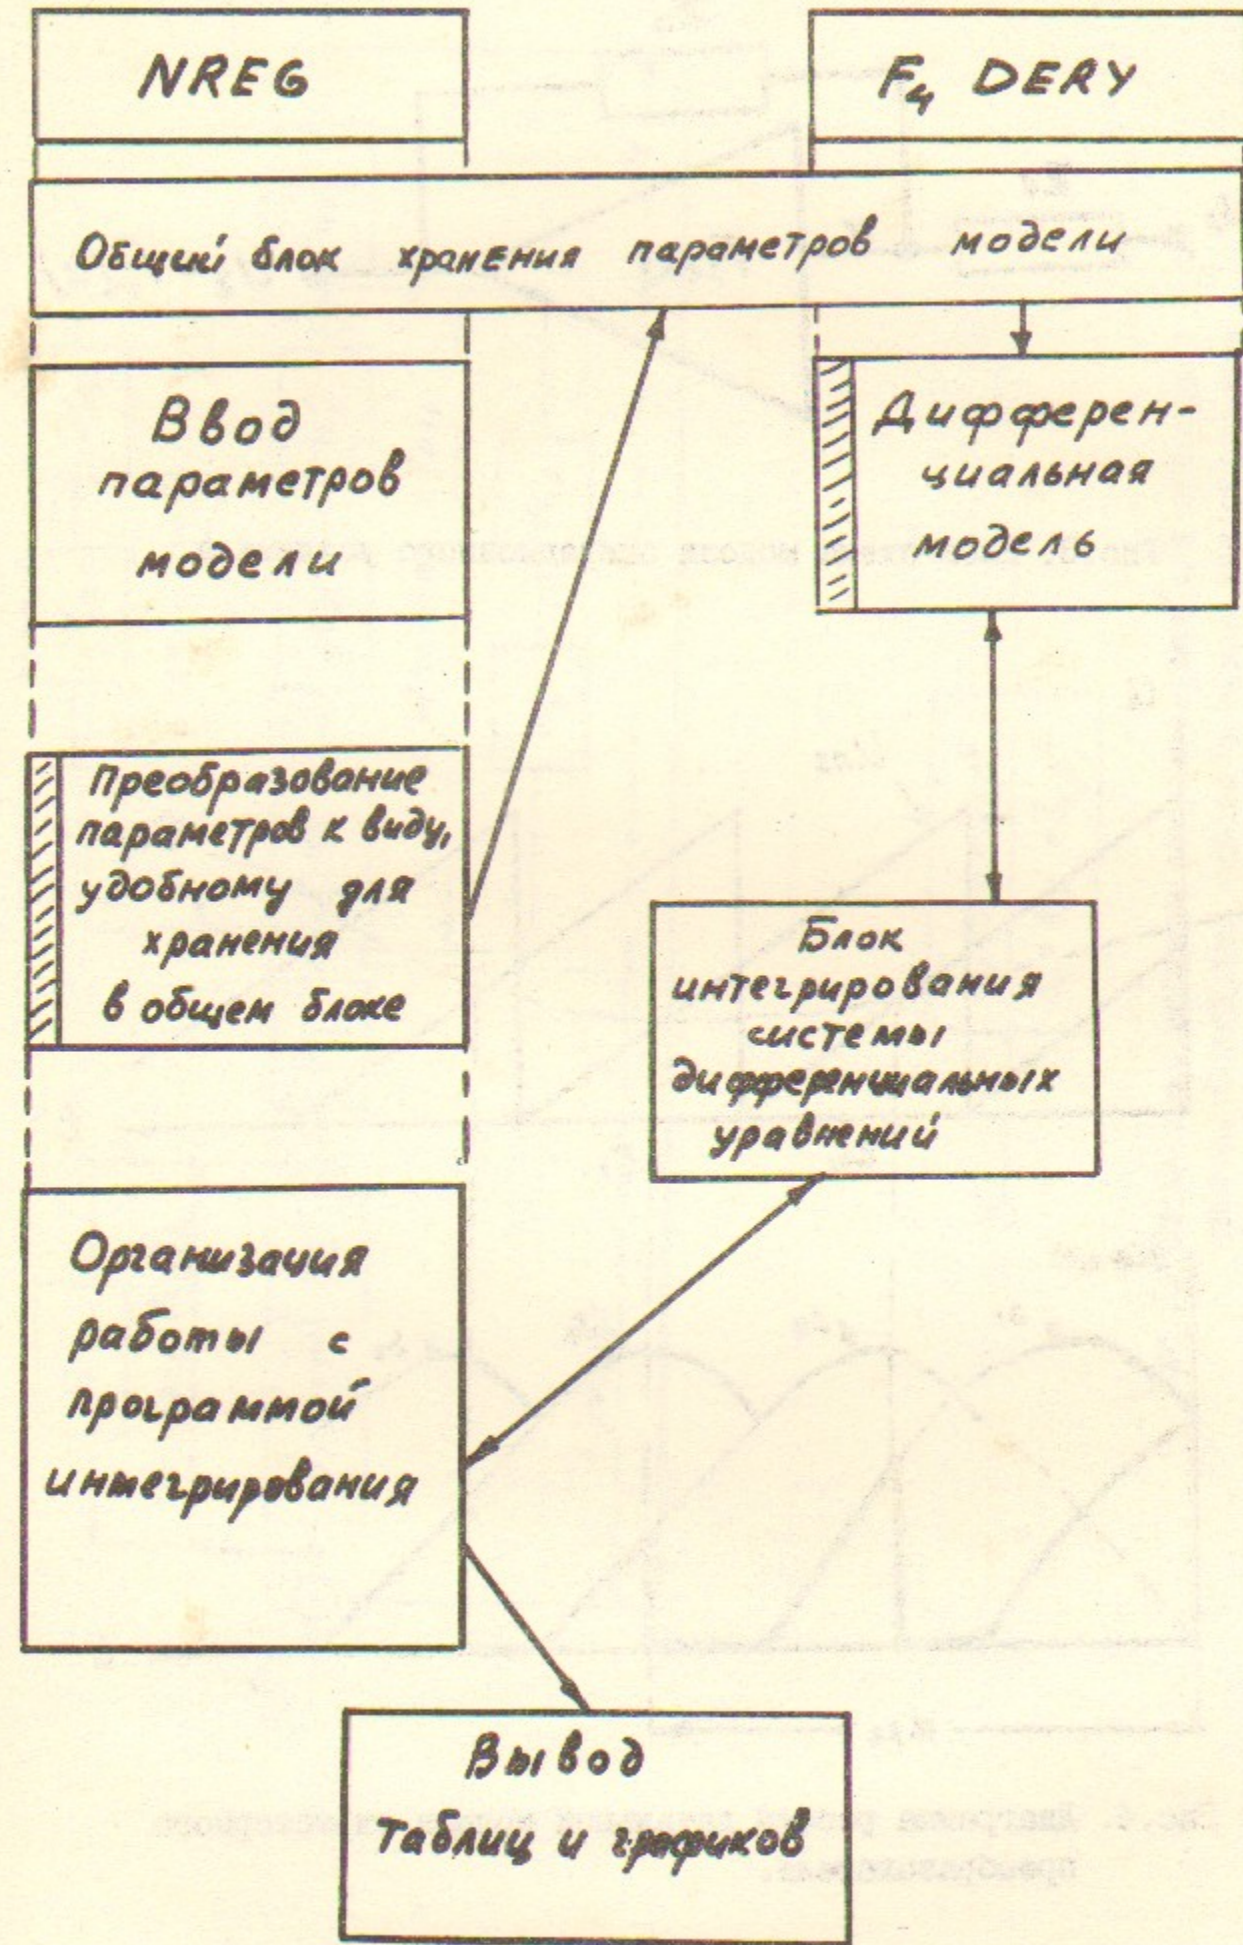 NREG
F₄ DERY
Общий блок хранения параметров модели
Ввод
параметров
модели
Дифферен-
циальная
модель
Преобразование
параметров к виду,
удобному для
хранения
в общем блоке
Блок
интегрирования
системы
дифференциальных
уравнений
Организация
работы с
программой
интегрирования
Вывод
таблиц и графиков